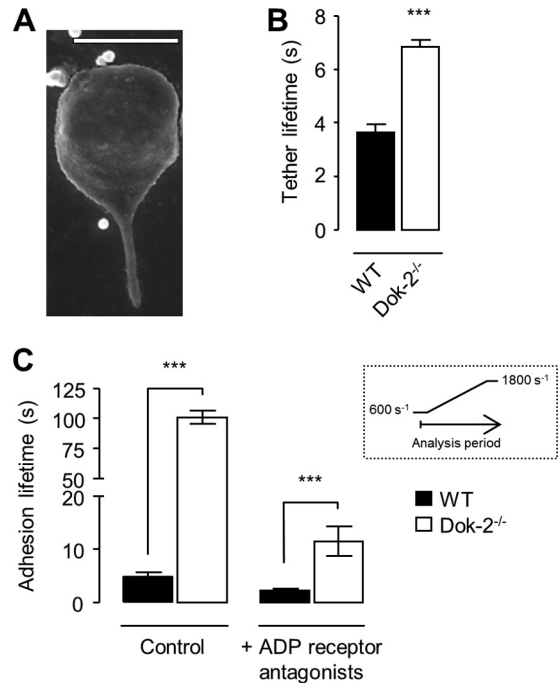 A
B
***
Tether lifetime (s)
8
6
4
2
0
WT
Dok-2-/-
C
***
Adhesion lifetime (s)
125
100
75
50
20
10
0
***
Control
+ ADP receptor
antagonists
600 s-1
1800 s-1
Analysis period
WT
Dok-2-/-